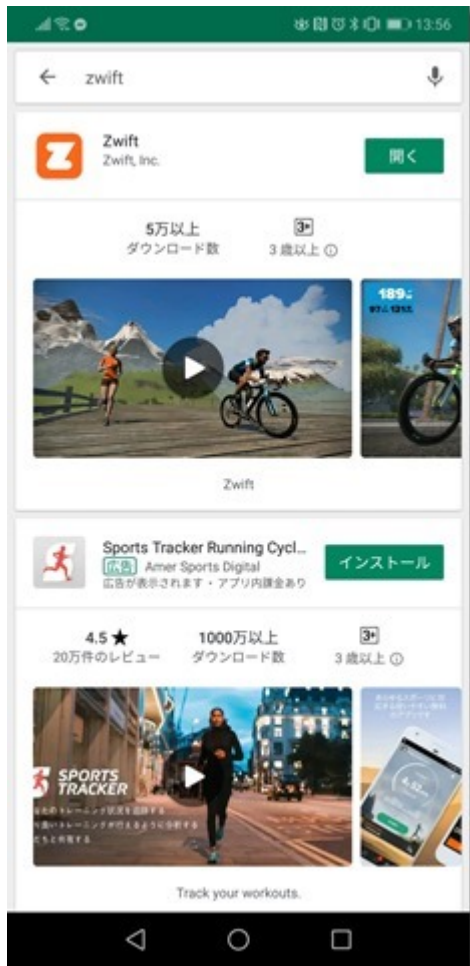 13:56
zwift
Zwift
Zwift, Inc.
開く
5万以上
ダウンロード数
3+
3 歳以上
189
Zwift
Sports Tracker Running Cycl...
広告 Amer Sports Digital
広告が表示されます・アプリ内課金あり
インストール
4.5 ★
20万件のレビュー
1000万以上
ダウンロード数
3+
3 歳以上
SPORTS
TRACKER
Track your workouts.